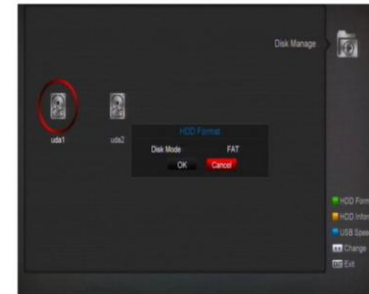 Disk Manage
uda1
uda2
HDD Format
Disk Mode FAT
OK Cancel
HDD Form
HDD Infor
USB Spee
Change
Exit